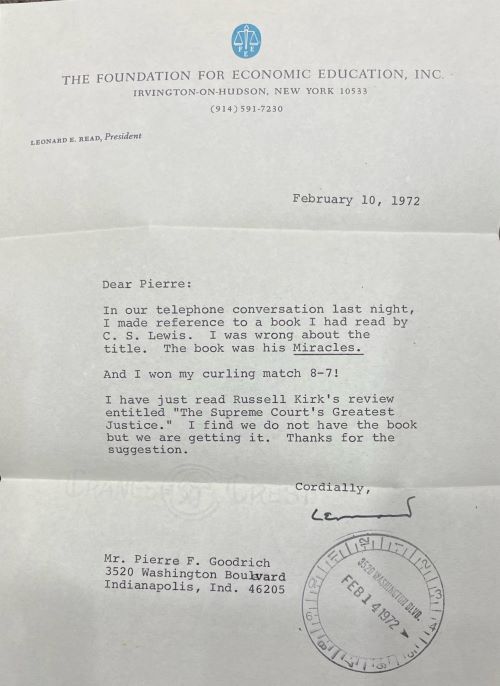 FEE
THE FOUNDATION FOR ECONOMIC EDUCATION, INC.
IRVINGTON-ON-HUDSON, NEW YORK 10533
(914) 591-7230
LEONARD E. READ, President
February 10, 1972
Dear Pierre:
In our telephone conversation last night,
I made reference to a book I had read by
C. S. Lewis. I was wrong about the
title. The book was his Miracles.
And I won my curling match 8-7!
I have just read Russell Kirk's review
entitled "The Supreme Court's Greatest
Justice." I find we do not have the book
but we are getting it. Thanks for the
suggestion.
Cordially,
Leonard
Mr. Pierre F. Goodrich
3520 Washington Boulevard
Indianapolis, Ind. 46205
3520 WASHINGTON BLVD.
FEB 14 1972